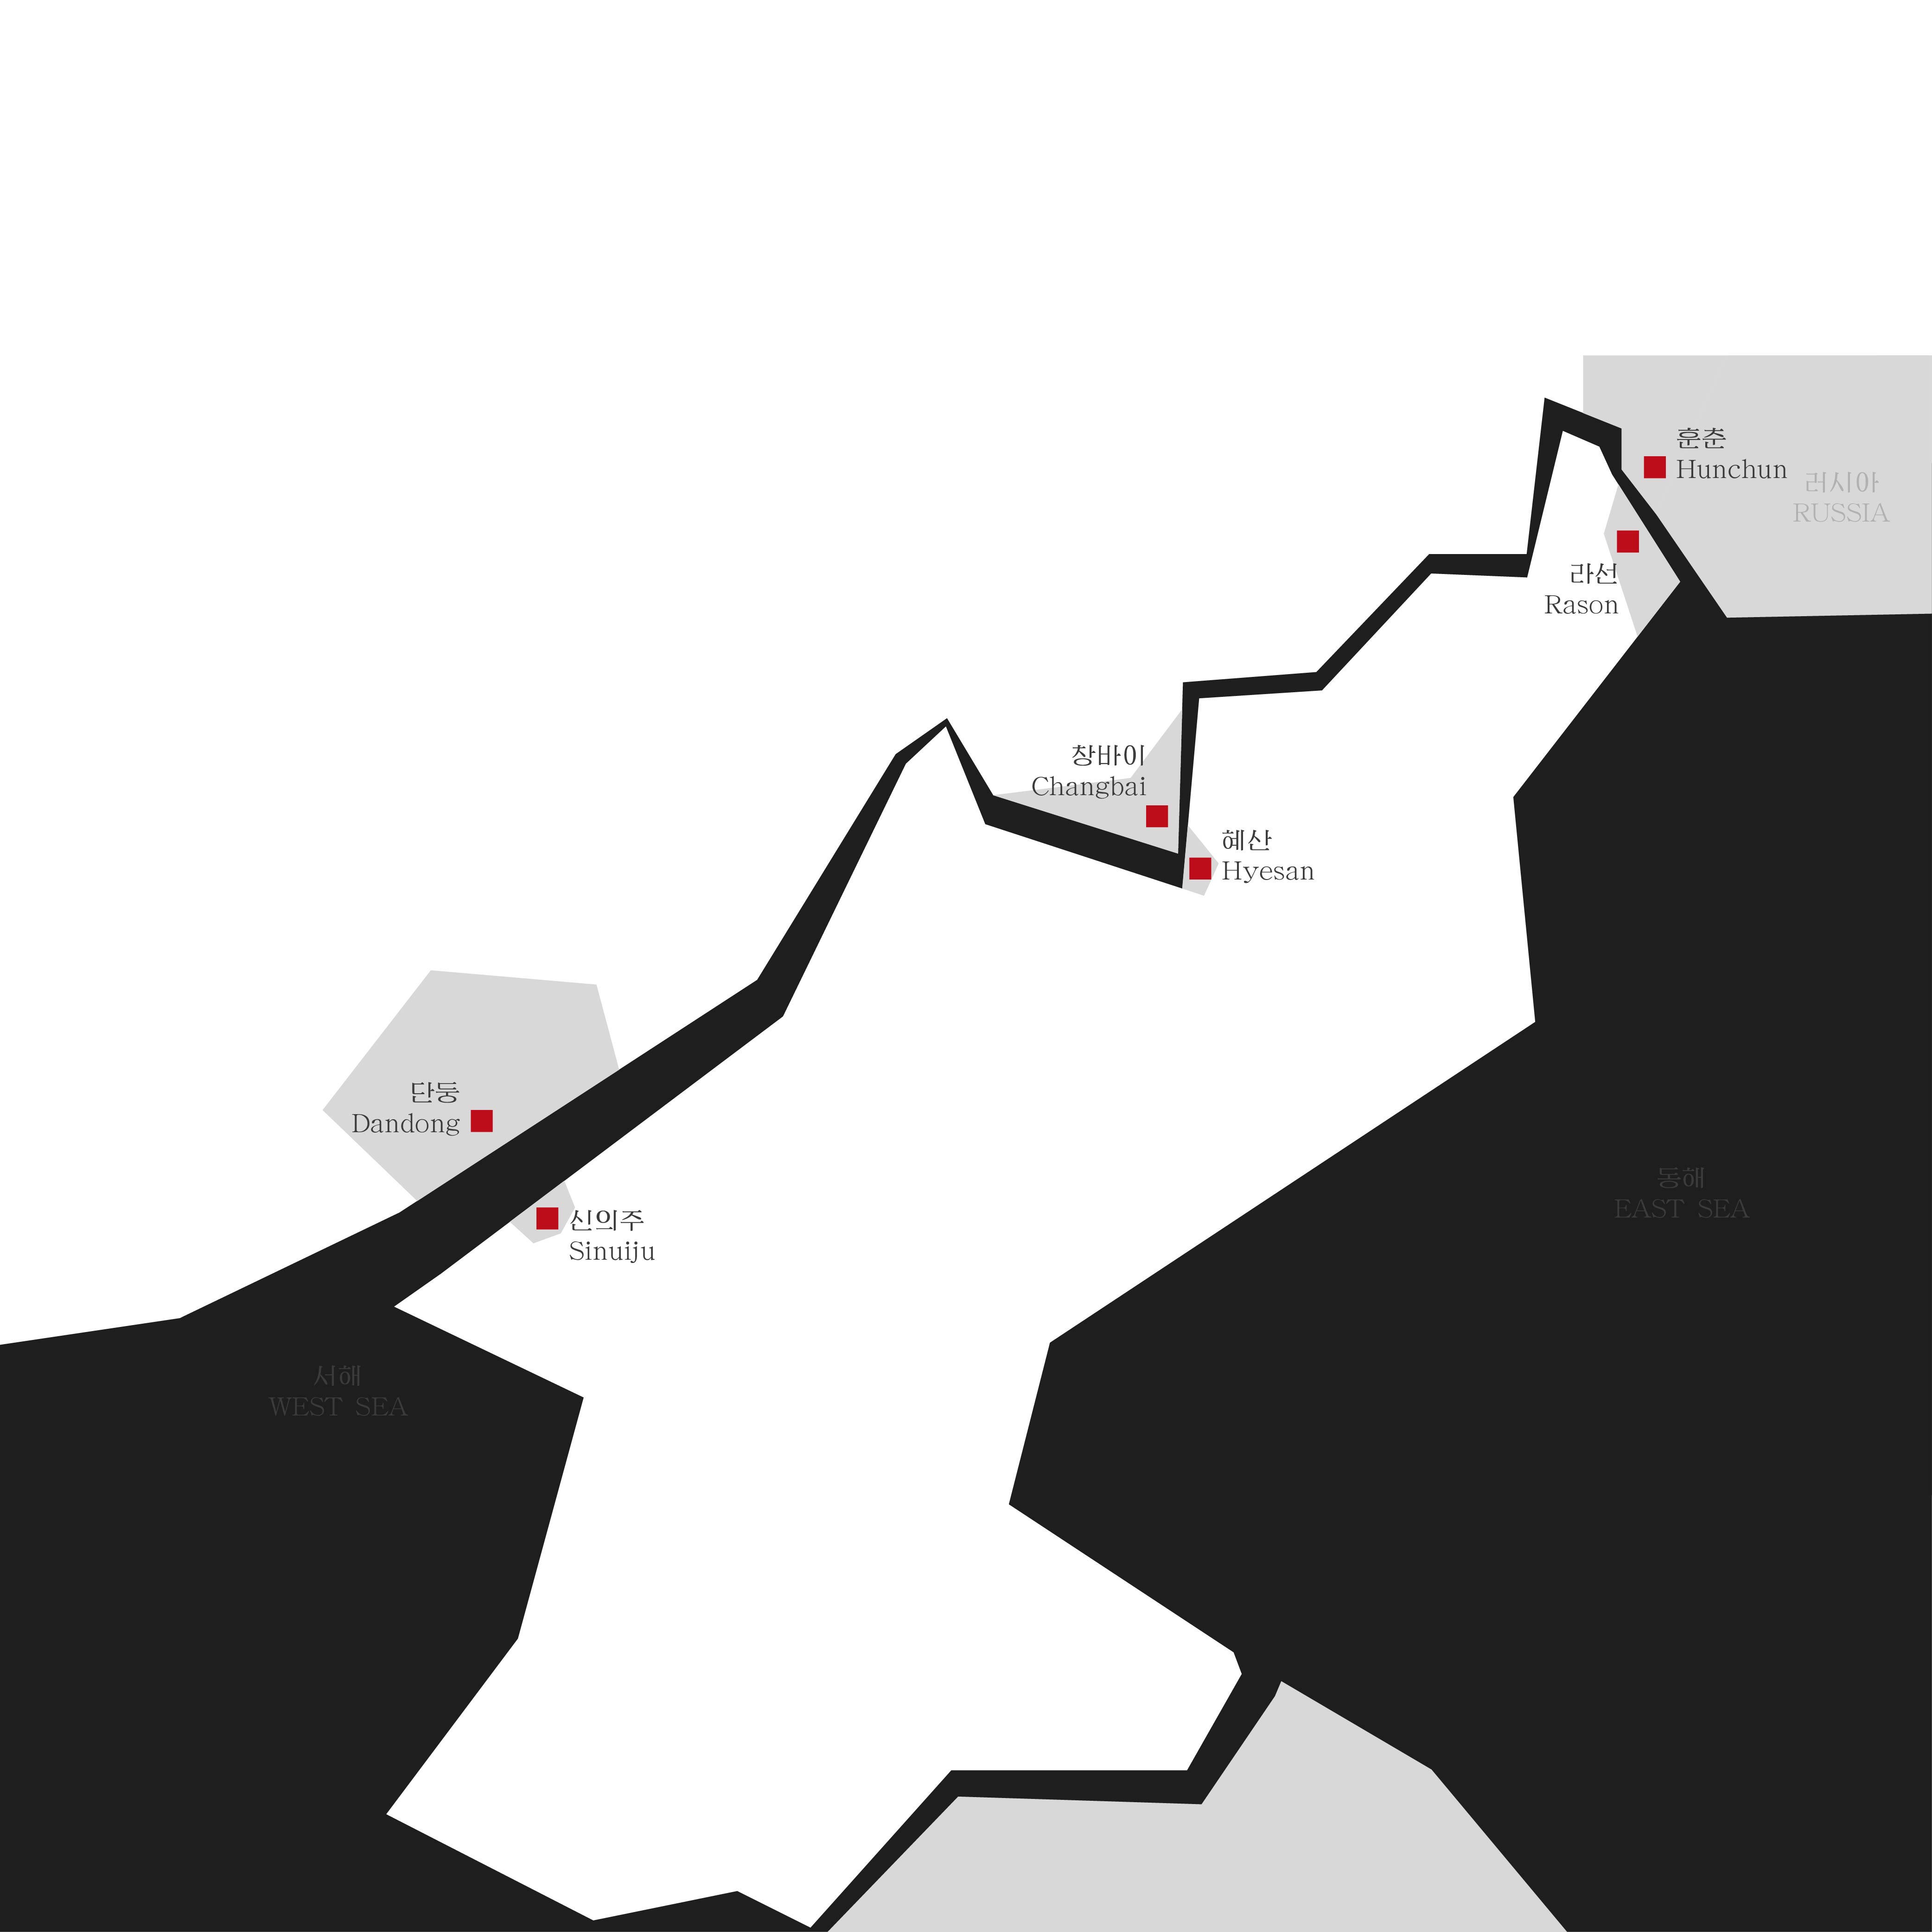 훈춘
Hunchun
러시아
RUSSIA
라선
Rason
창바이
Changbai
혜산
Hyesan
단둥
Dandong
신의주
Sinuiju
동해
EAST SEA
서해
WEST SEA